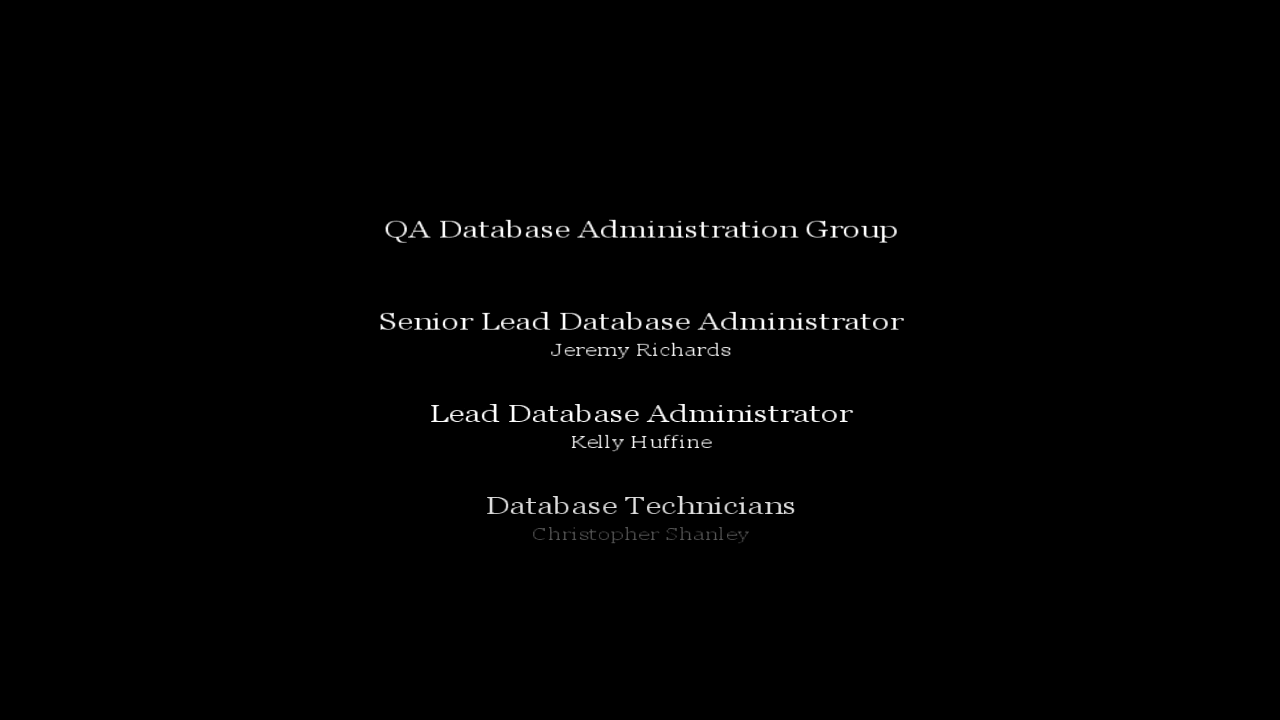 QA Database Administration Group
Senior Lead Database Administrator
Jeremy Richards
Lead Database Administrator
Kelly Huffine
Database Technicians
Christopher Shanley